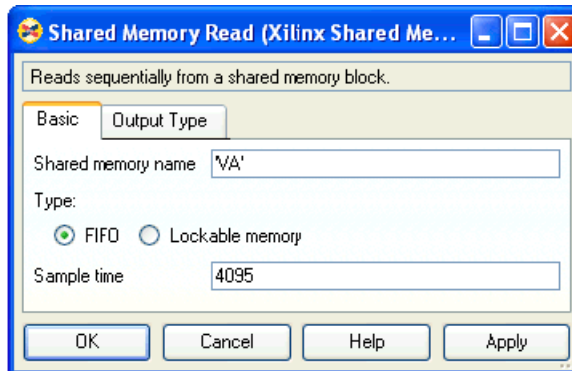 Shared Memory Read (Xilinx Shared Me...
Reads sequentially from a shared memory block.
Basic Output Type
Shared memory name 'VA'
Type:
FIFO Lockable memory
Sample time 4095
OK Cancel Help Apply